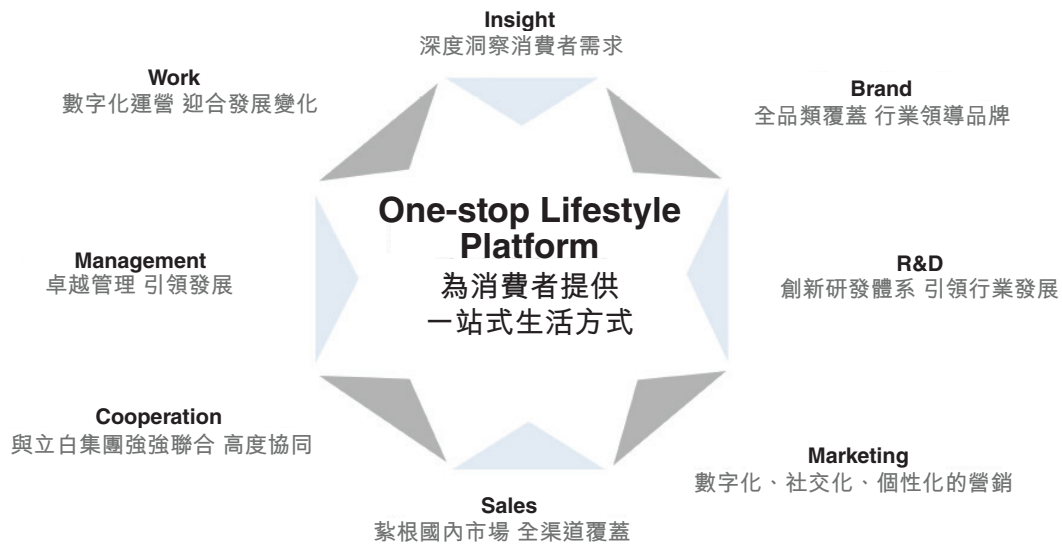 Insight
深度洞察消費者需求
Work
數字化運營 迎合發展變化
Brand
全品類覆蓋 行業領導品牌
One-stop Lifestyle
Platform
為消費者提供
一站式生活方式
Management
卓越管理 引領發展
R&D
創新研發體系 引領行業發展
Cooperation
與立白集團強強聯合 高度協同
Marketing
數字化、社交化、個性化的營銷
Sales
紮根國內市場 全渠道覆蓋